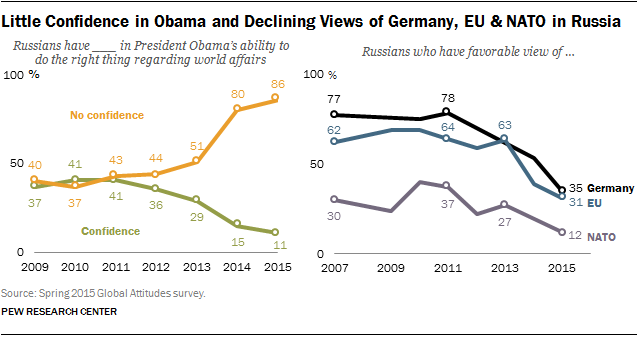 Little Confidence in Obama and Declining Views of Germany, EU & NATO in Russia
Russians have ___ in President Obama's ability to
do the right thing regarding world affairs
100 %
50
0
No confidence
Confidence
40
37
43
44
51
80
86
37
41
41
36
29
15
11
2009 2010 2011 2012 2013 2014 2015
Russians who have favorable view of ...
100 %
50
0
77
78
62
64
63
30
37
27
35 Germany
31 EU
12 NATO
2007 2009 2011 2013 2015
Source: Spring 2015 Global Attitudes survey.
PEW RESEARCH CENTER